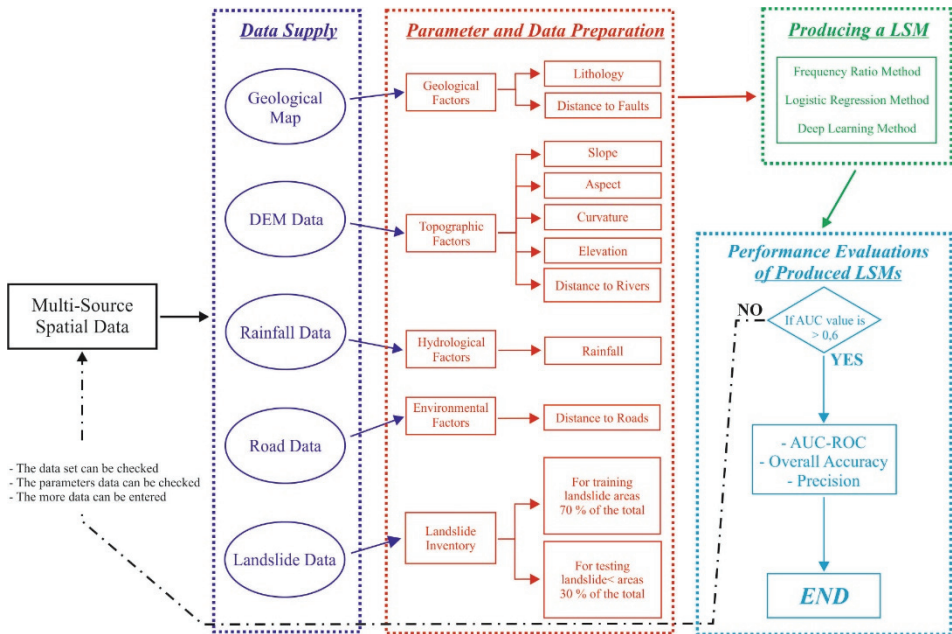 Multi-Source
Spatial Data
- The data set can be checked
- The parameters data can be checked
- The more data can be entered
Data Supply
Geological
Map
DEM Data
Rainfall Data
Road Data
Landslide Data
Parameter and Data Preparation
Geological
Factors
Lithology
Distance to Faults
Topographic
Factors
Slope
Aspect
Curvature
Elevation
Distance to Rivers
Hydrological
Factors
Rainfall
Environmental
Factors
Distance to Roads
Landslide
Inventory
For training
landslide areas
70 % of the total
For testing
landslide< areas
30 % of the total
Producing a LSM
Frequency Ratio Method
Logistic Regression Method
Deep Learning Method
Performance Evaluations
of Produced LSMs
NO
If AUC value is
> 0,6
YES
- AUC-ROC
- Overall Accuracy
- Precision
END